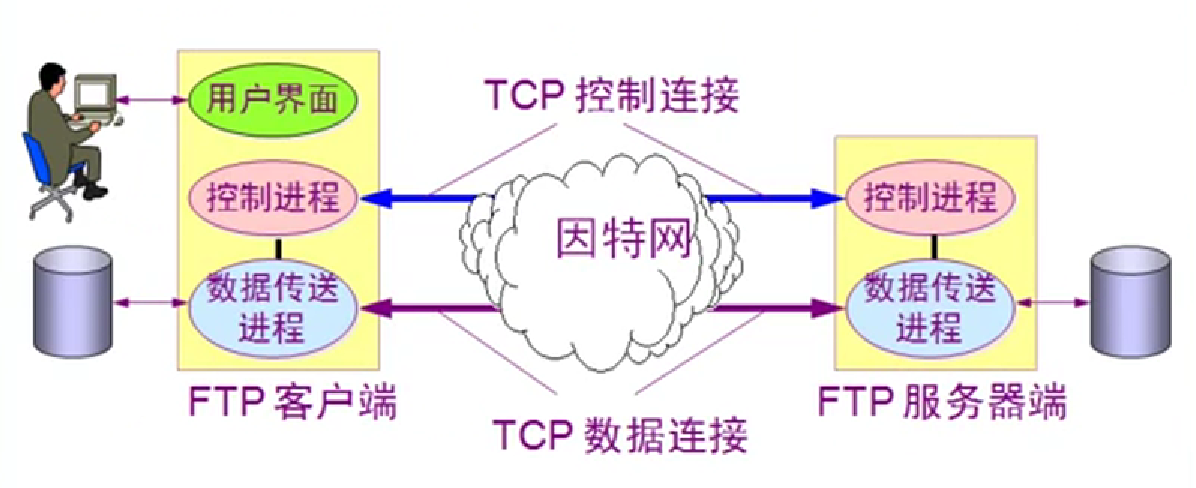 TCP 控制连接
用户界面
控制进程
控制进程
因特网
数据传送
进程
数据传送
进程
FTP 客户端
FTP 服务器端
TCP 数据连接